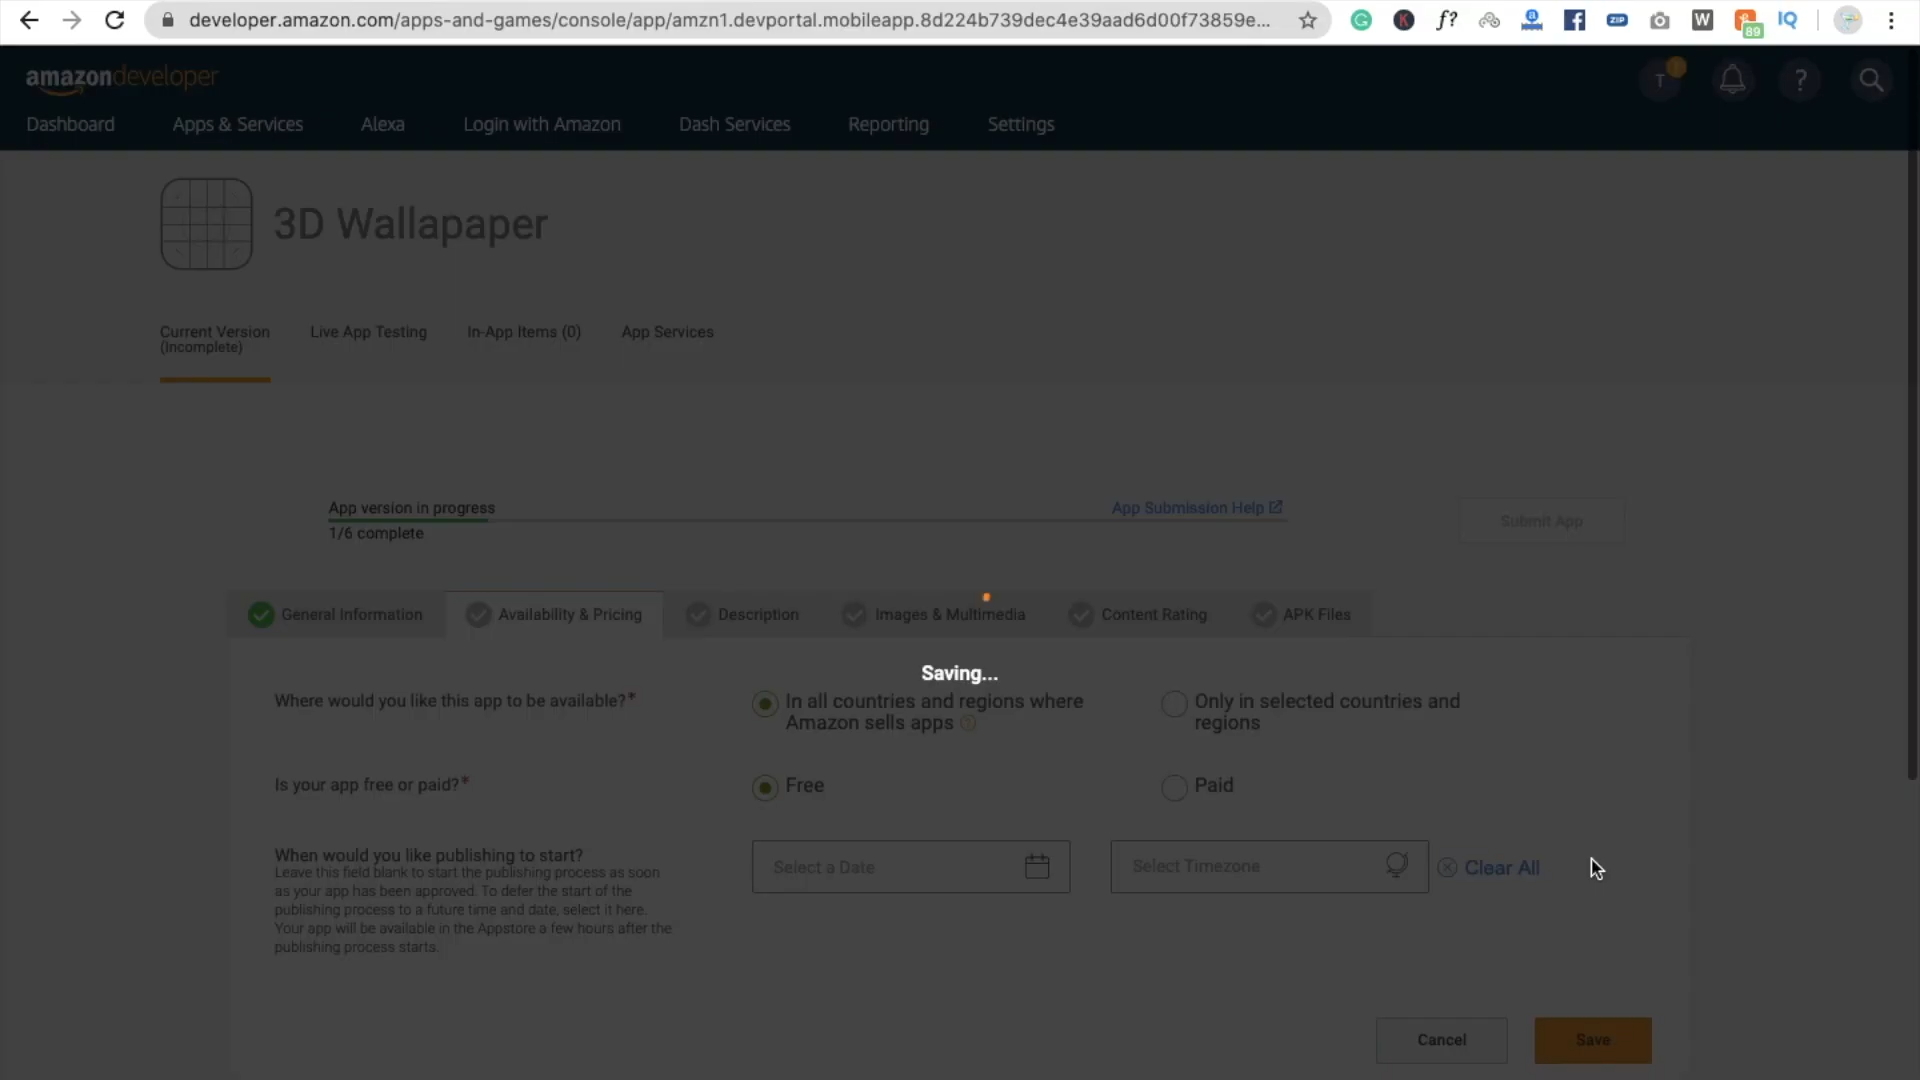 developer.amazon.com/apps-and-games/console/app/amzn1.devportal.mobileapp.8d224b739dec4e39aad6d00f73859e...
f?
ZIP
W
89
IQ
amazondeveloper
T
?
Dashboard
Apps & Services
Alexa
Login with Amazon
Dash Services
Reporting
Settings
3D Wallapaper
Current Version
(Incomplete)
Live App Testing
In-App Items (0)
App Services
App version in progress
App Submission Help
Submit App
1/6 complete
General Information
Availability & Pricing
Description
Images & Multimedia
Content Rating
APK Files
Saving...
Where would you like this app to be available?*
In all countries and regions where
Amazon sells apps
Only in selected countries and
regions
Is your app free or paid?*
Free
Paid
When would you like publishing to start?
Leave this field blank to start the publishing process as soon
as your app has been approved. To defer the start of the
publishing process to a future time and date, select it here.
Your app will be available in the Appstore a few hours after the
publishing process starts.
Select a Date
Select Timezone
Clear All
Cancel
Save